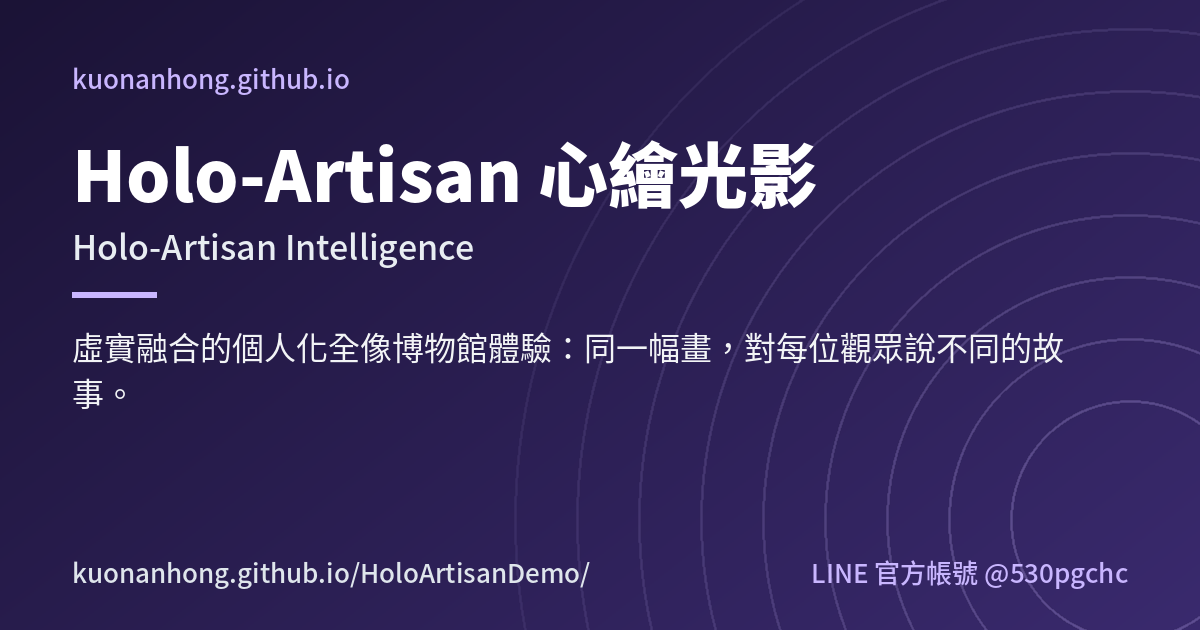 kuonanhong.github.io
Holo-Artisan 心繪光影
Holo-Artisan Intelligence
虛實融合的個人化全像博物館體驗：同一幅畫，對每位觀眾說不同的故
事。
kuonanhong.github.io/HoloArtisanDemo/
LINE 官方帳號 @530pgchc